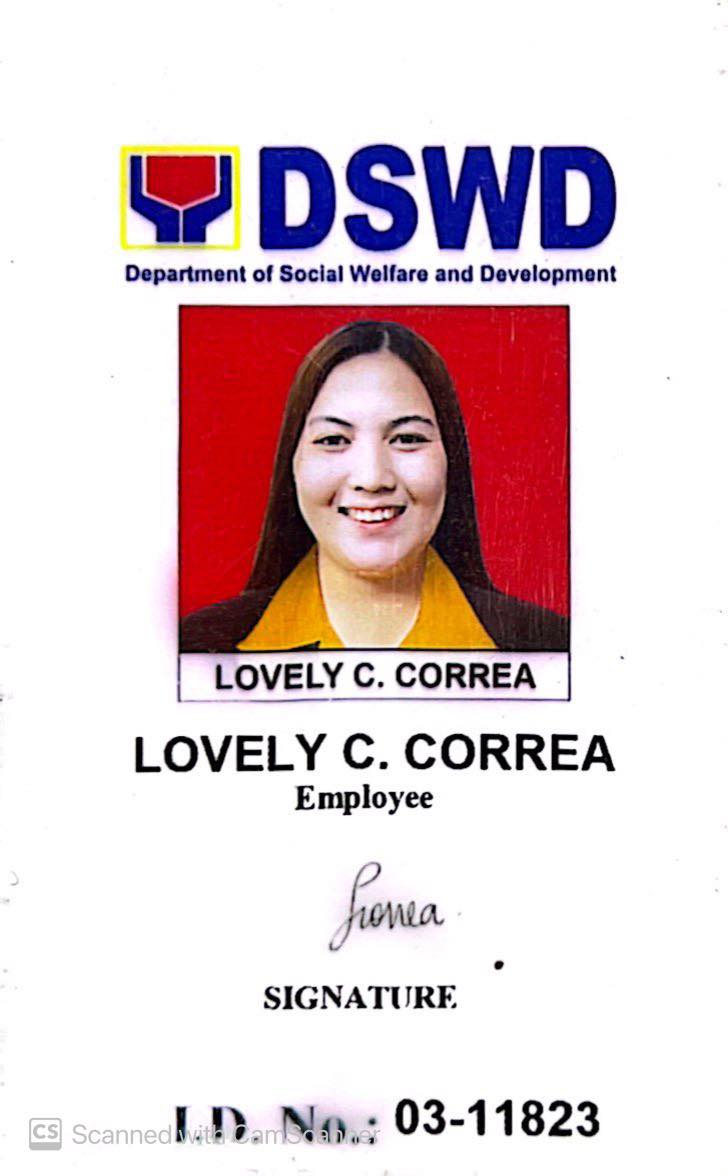 DSWD
Department of Social Welfare and Development
LOVELY C. CORREA
LOVELY C. CORREA
Employee
SIGNATURE
I.D. No.: 03-11823
CS Scanned with CamScanner